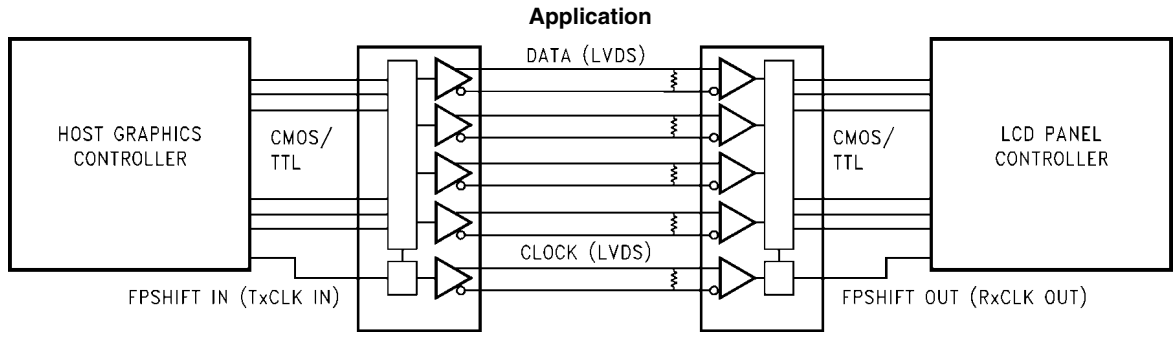 Application
DATA (LVDS)
HOST GRAPHICS
CONTROLLER
CMOS/
TTL
CMOS/
TTL
LCD PANEL
CONTROLLER
CLOCK (LVDS)
FPSHIFT IN (TxCLK IN)
FPSHIFT OUT (RxCLK OUT)